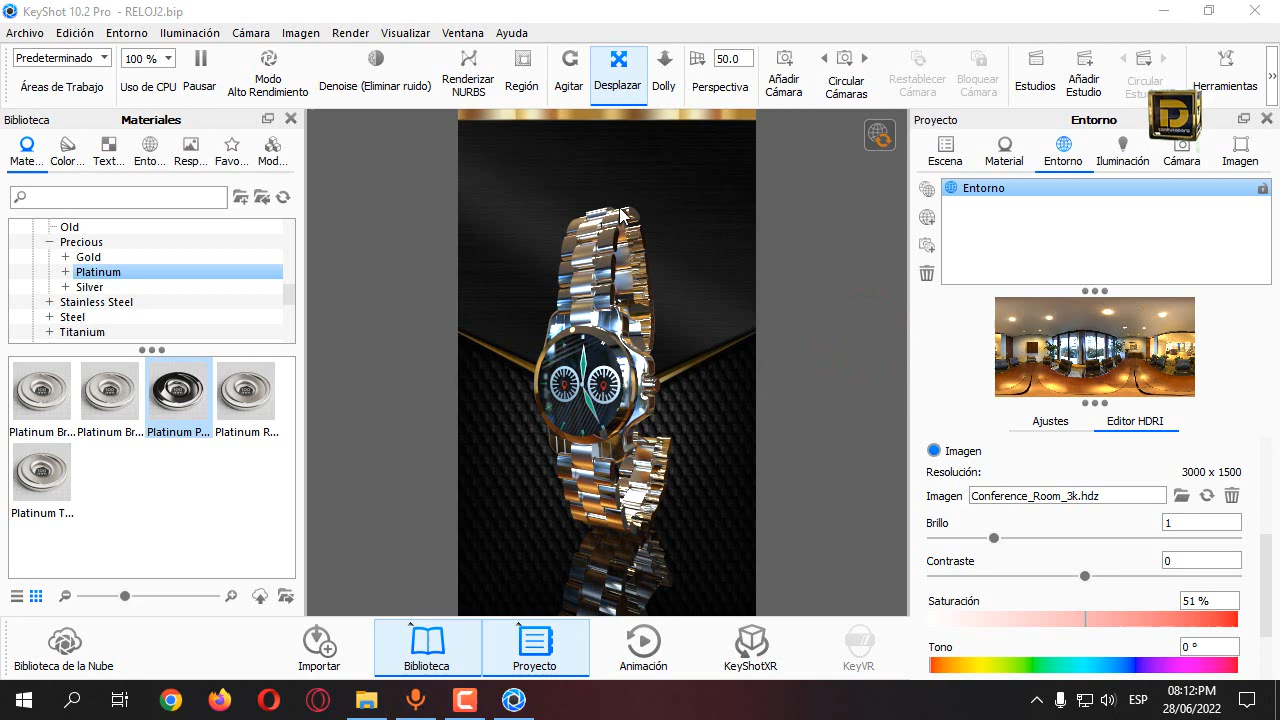 KeyShot 10.2 Pro - RELOJ2.bip
Archivo Edición Entorno Iluminación Cámara Imagen Render Visualizar Ventana Ayuda
Predeterminado 100 % 50.0
Áreas de Trabajo Uso de CPU Pausar Modo Alto Rendimiento Denoise (Eliminar ruido) Renderizar NURBS Región Agitar Desplazar Dolly Perspectiva Añadir Cámara Circular Cámaras Restablecer Cámara Bloquear Cámara Estudios Añadir Estudio Circular Herramientas
Biblioteca Materiales
Proyecto Entorno
Mate... Color... Text... Ento... Resp... Favo... Mod...
Escena Material Entorno Iluminación Cámara Imagen
Entorno
Old
Precious
Gold
Platinum
Silver
Stainless Steel
Steel
Titanium
Platinum Br... Platinum Br... Platinum P... Platinum R...
Platinum T...
Ajustes Editor HDRI
Imagen
Resolución: 3000 x 1500
Imagen Conference_Room_3k.hdz
Brillo 1
Contraste 0
Saturación 51 %
Tono 0 °
Biblioteca de la Nube Importar Biblioteca Proyecto Animación KeyShotXR KeyVR
ESP
08:12:PM
28/06/2022